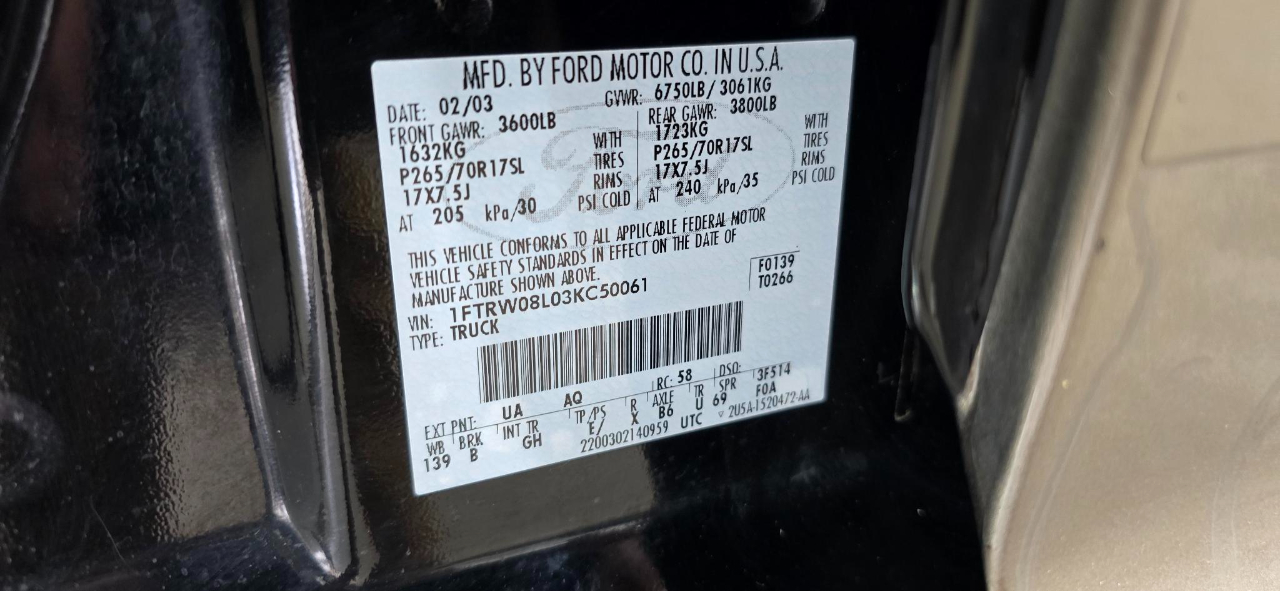 MFD. BY FORD MOTOR CO. IN U.S.A.
DATE: 02/03 GVWR: 6750LB/3061KG
FRONT GAWR: 3600LB REAR GAWR: 3800LB
1632KG WITH 1723KG WITH
P265/70R17SL TIRES P265/70R17SL TIRES
17X7.5J RIMS 17X7.5J RIMS
AT 205 kPa/30 PSI COLD AT 240 kPa/35 PSI COLD
Ford
THIS VEHICLE CONFORMS TO ALL APPLICABLE FEDERAL MOTOR
VEHICLE SAFETY STANDARDS IN EFFECT ON THE DATE OF
MANUFACTURE SHOWN ABOVE.
F0139
T0266
VIN: 1FTRW08L03KC50061
TYPE: TRUCK
EXT PNT: UA AQ RC: 58 DSO: 3F514
WB BRK INT TR TP/PS R AXLE TR SPR F0A
139 B GH E/ X B6 U 69
2200302140959 UTC ▽ 2U5A-1520472-AA